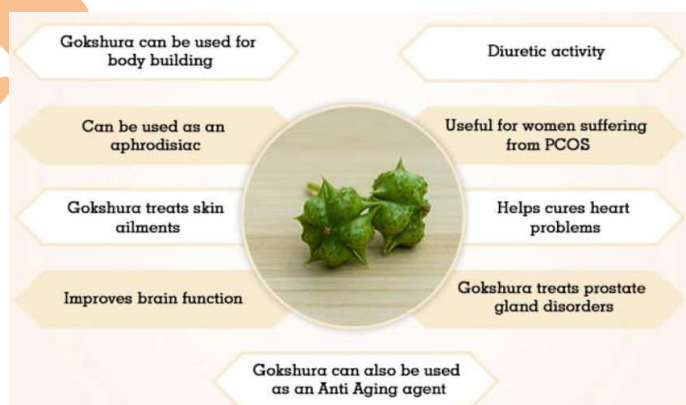 Gokshura can be used for
body building
Diuretic activity
Can be used as an
aphrodisiac
Useful for women suffering
from PCOS
Gokshura treats skin
ailments
Helps cures heart
problems
Improves brain function
Gokshura treats prostate
gland disorders
Gokshura can also be used
as an Anti Aging agent